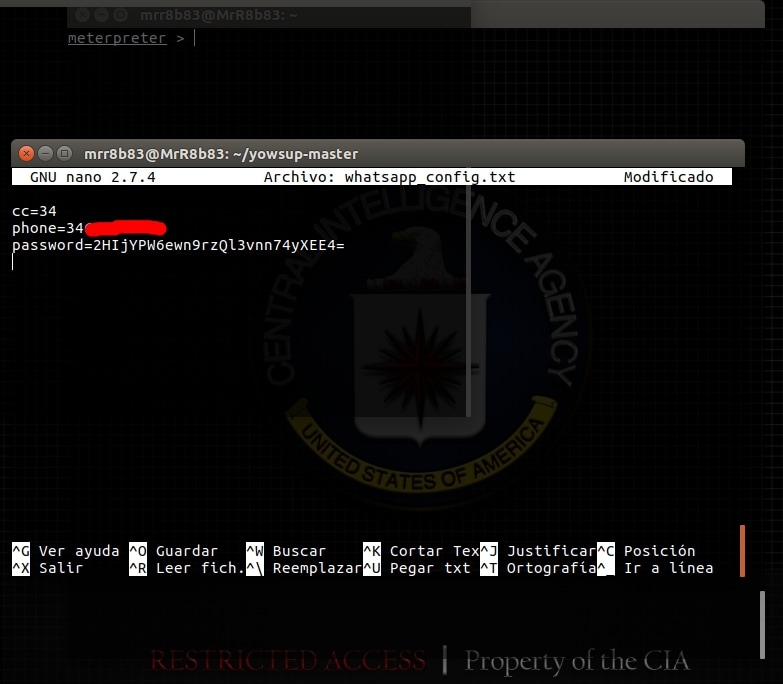 mrr8b83@MrR8b83: ~
meterpreter >
mrr8b83@MrR8b83: ~/yowsup-master
GNU nano 2.7.4 Archivo: whatsapp_config.txt Modificado
cc=34
phone=34
password=2HIjYPW6ewn9rzQl3vnn74yXEE4=
CENTRAL INTELLIGENCE AGENCY
UNITED STATES OF AMERICA
^G Ver ayuda ^O Guardar ^W Buscar ^K Cortar Tex ^J Justificar ^C Posición
^X Salir ^R Leer fich. ^\ Reemplazar ^U Pegar txt ^T Ortografía ^_ Ir a línea
RESTRICTED ACCESS | Property of the CIA